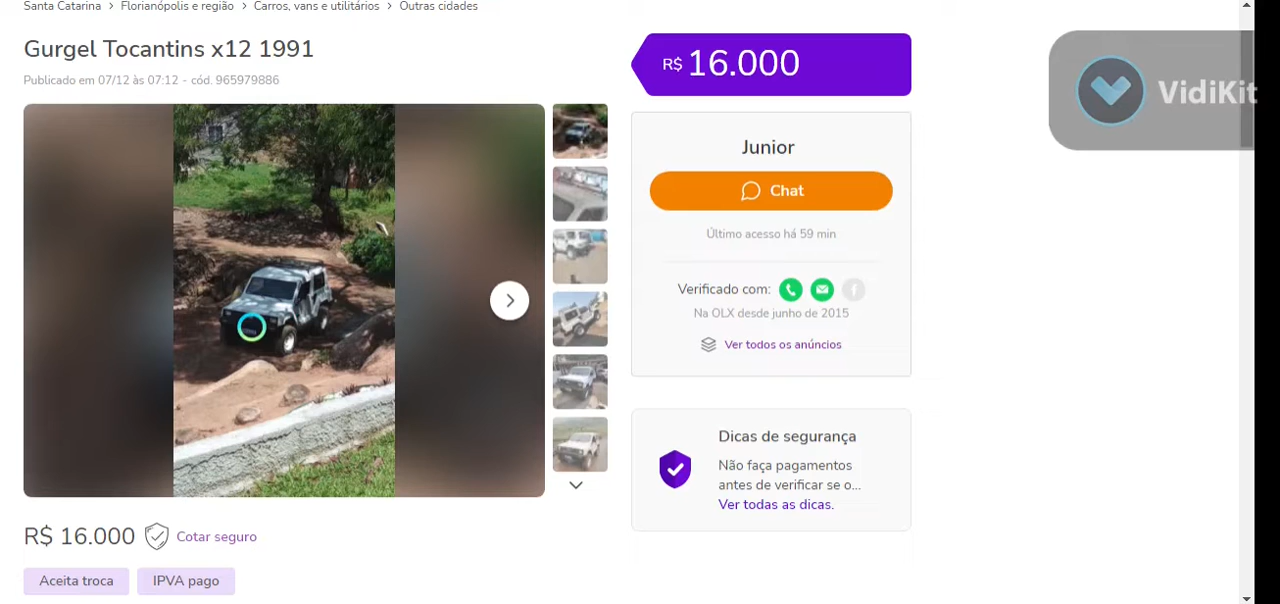 Santa Catarina > Florianópolis e região > Carros, vans e utilitários > Outras cidades
Gurgel Tocantins x12 1991
Publicado em 07/12 às 07:12 - cód. 965979886
R$ 16.000
VidiKit
Junior
Chat
Último acesso há 59 min
Verificado com:
Na OLX desde junho de 2015
Ver todos os anúncios
Dicas de segurança
Não faça pagamentos
antes de verificar se o...
Ver todas as dicas.
R$ 16.000 Cotar seguro
Aceita troca IPVA pago